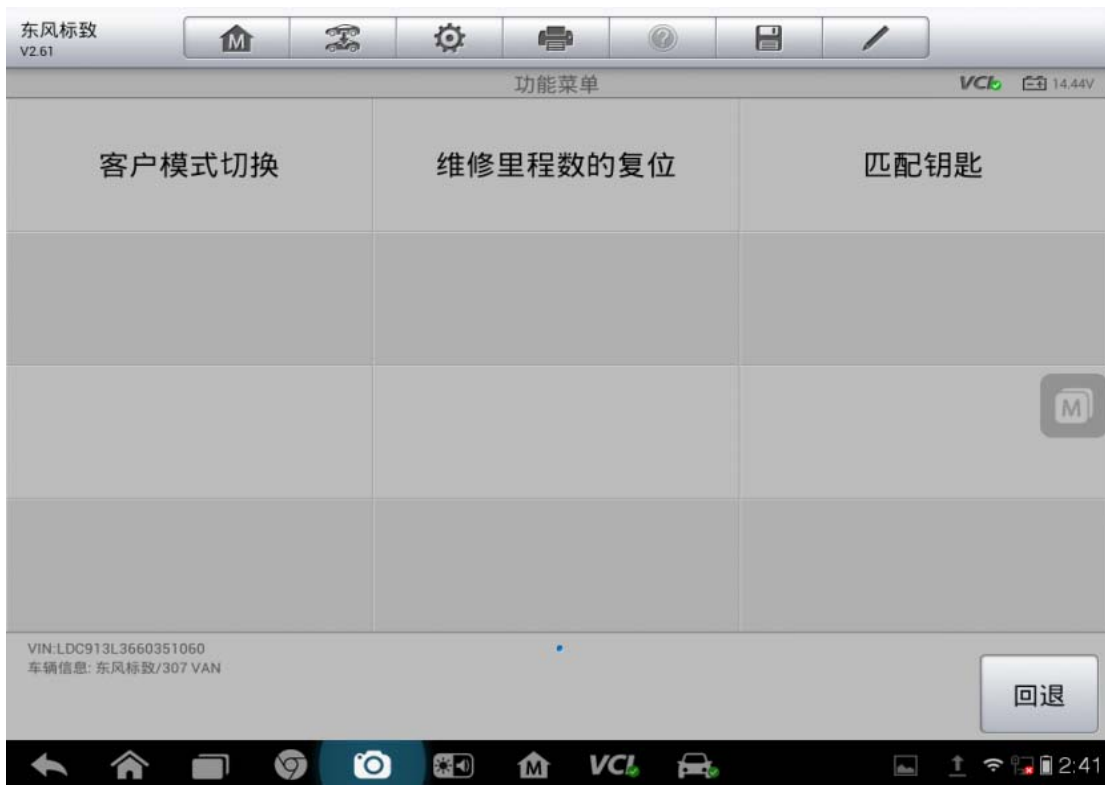 东风标致
V2.61
M
功能菜单
VCI
14.44V
客户模式切换
维修里程数的复位
匹配钥匙
M
VIN:LDC913L3660351060
车辆信息: 东风标致/307 VAN
回退
M
VCI
2:41